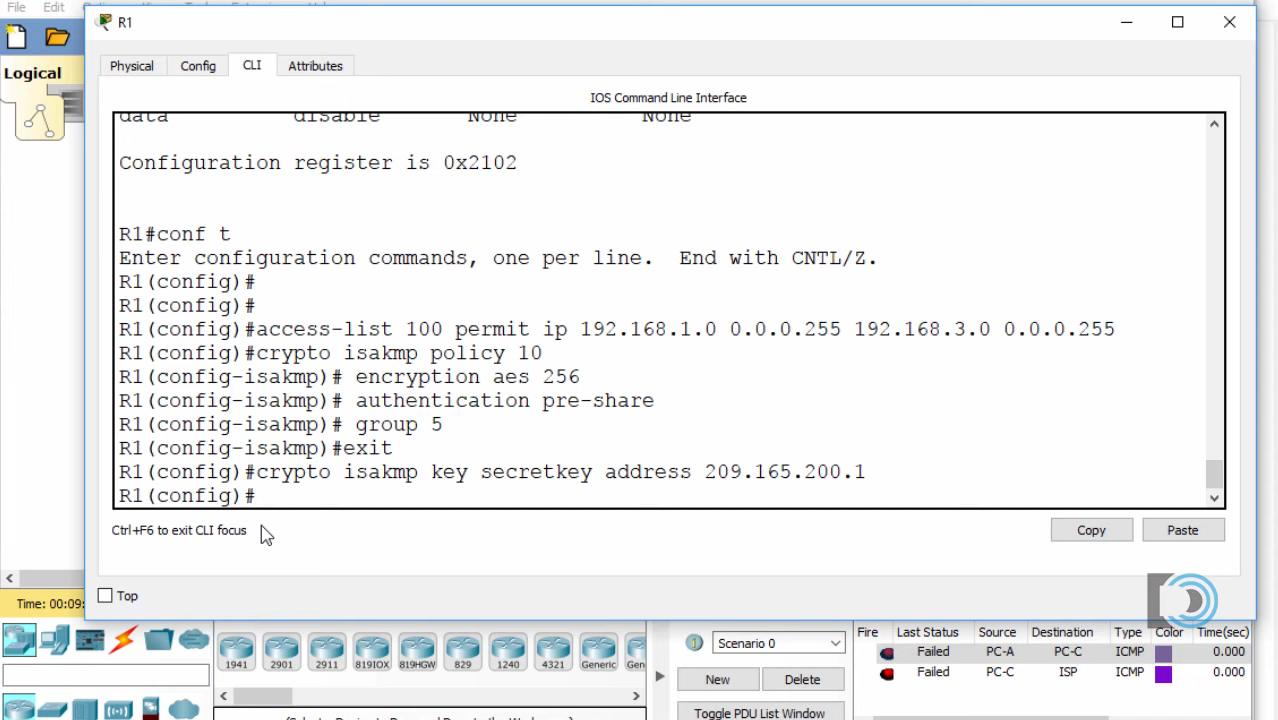 File Edit
R1
Logical
Physical Config CLI Attributes
IOS Command Line Interface
data disable None None
Configuration register is 0x2102
R1#conf t
Enter configuration commands, one per line. End with CNTL/Z.
R1(config)#
R1(config)#
R1(config)#access-list 100 permit ip 192.168.1.0 0.0.0.255 192.168.3.0 0.0.0.255
R1(config)#crypto isakmp policy 10
R1(config-isakmp)# encryption aes 256
R1(config-isakmp)# authentication pre-share
R1(config-isakmp)# group 5
R1(config-isakmp)#exit
R1(config)#crypto isakmp key secretkey address 209.165.200.1
R1(config)#
Ctrl+F6 to exit CLI focus
Copy Paste
Top
Time: 00:09:
1941 2901 2911 819IOX 819HGW 829 1240 4321 Generic Gen
Scenario 0
New Delete
Toggle PDU List Window
Fire Last Status Source Destination Type Color Time(sec)
Failed PC-A PC-C ICMP 0.000
Failed PC-C ISP ICMP 0.000